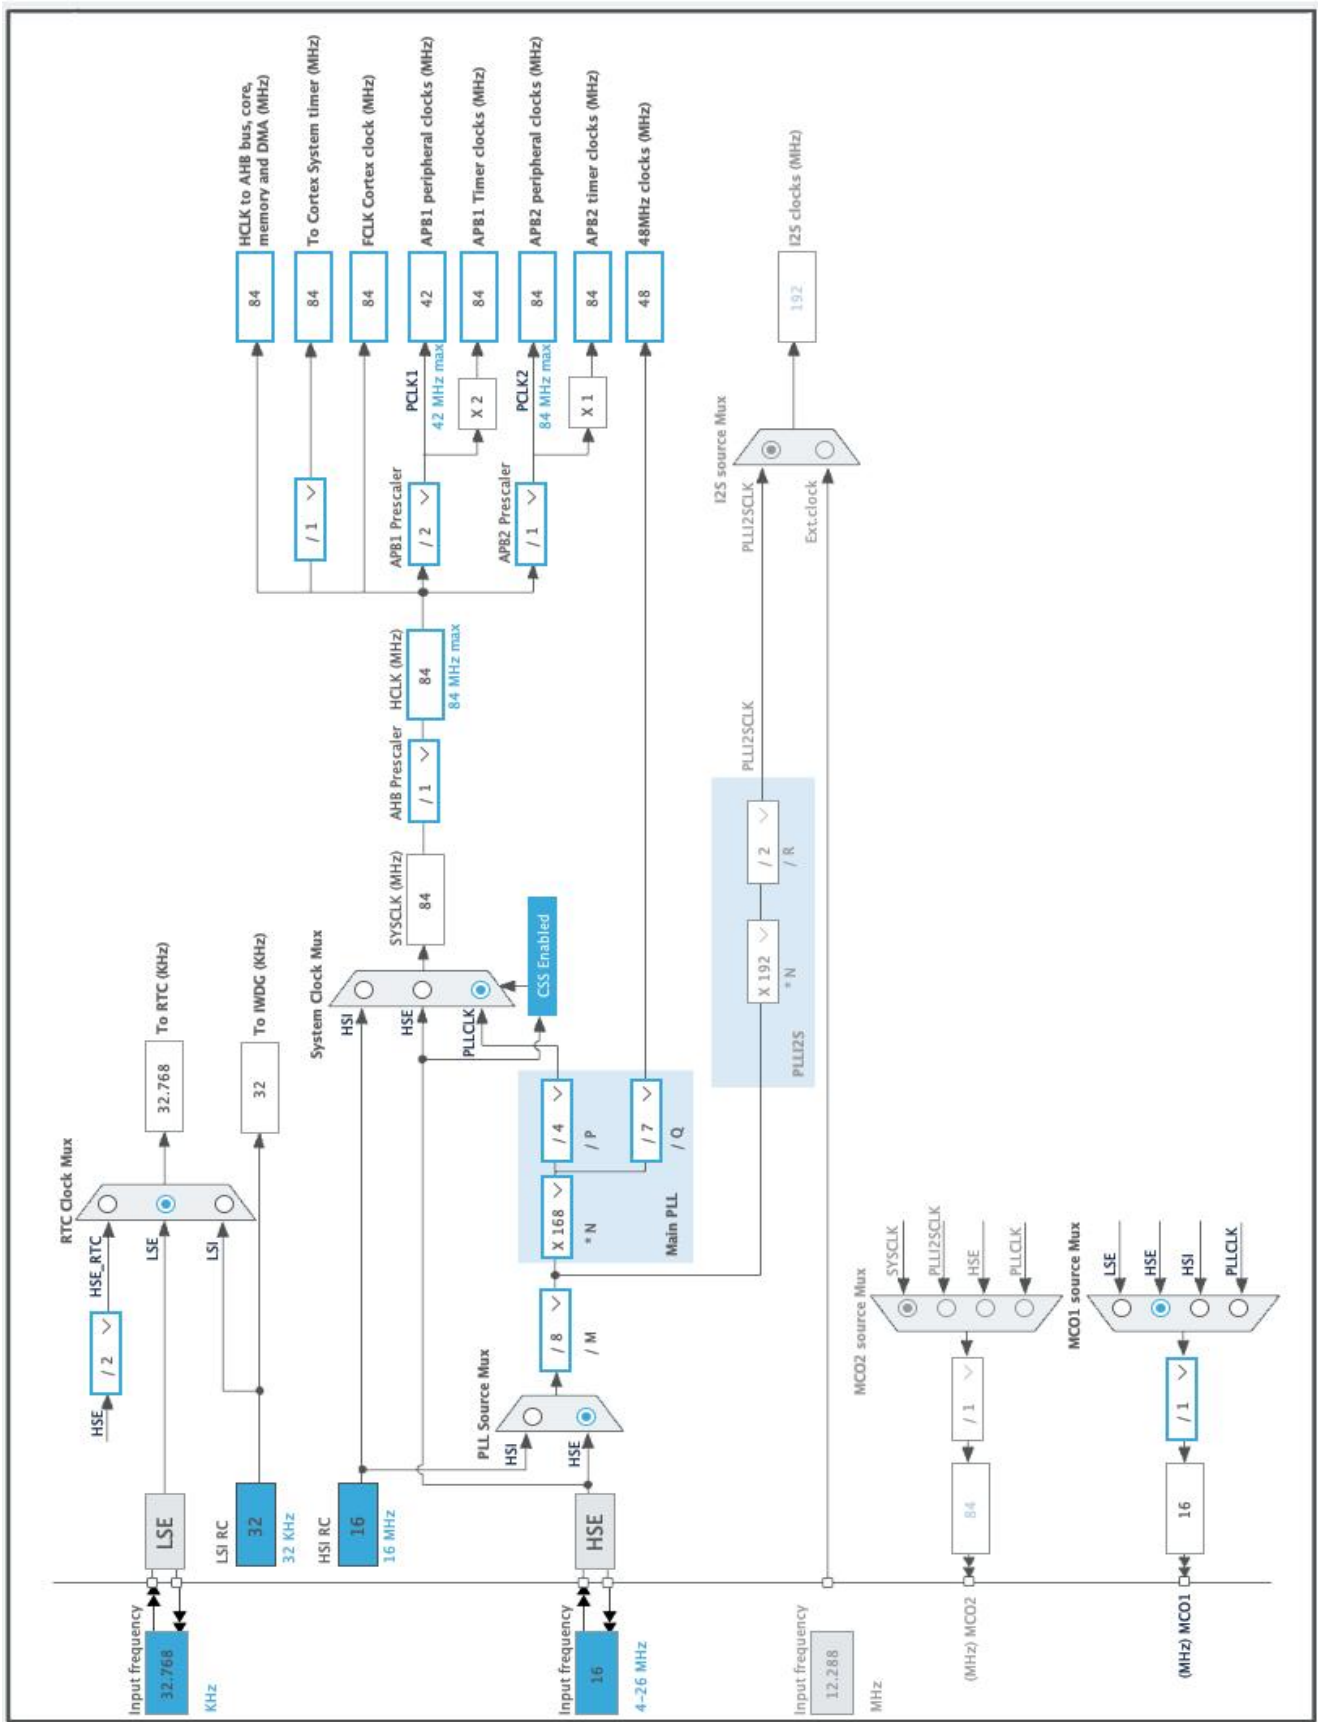 Input frequency
32.768
KHz
LSE
HSE
/ 2
HSE_RTC
LSE
LSI
RTC Clock Mux
32.768
To RTC (KHz)
LSI RC
32
32 KHz
32
To IWDG (KHz)
HSI RC
16
16 MHz
Input frequency
16
4-26 MHz
HSE
PLL Source Mux
HSI
HSE
/ 8
/ M
X 168
* N
/ 4
/ P
/ 7
/ Q
Main PLL
System Clock Mux
HSI
HSE
PLLCLK
CSS Enabled
SYSCLK (MHz)
84
AHB Prescaler
/ 1
HCLK (MHz)
84
84 MHz max
/ 1
APB1 Prescaler
/ 2
PCLK1
42 MHz max
X 2
APB2 Prescaler
/ 1
PCLK2
84 MHz max
X 1
84
HCLK to AHB bus, core,
memory and DMA (MHz)
84
To Cortex System timer (MHz)
84
FCLK Cortex clock (MHz)
42
APB1 peripheral clocks (MHz)
84
APB1 Timer clocks (MHz)
84
APB2 peripheral clocks (MHz)
84
APB2 timer clocks (MHz)
48
48MHz clocks (MHz)
X 192
* N
/ 2
/ R
PLLI2S
PLLI2SCLK
PLLI2SCLK
Ext.clock
I2S source Mux
192
I2S clocks (MHz)
Input frequency
12.288
MHz
MCO2 source Mux
SYSCLK
PLLI2SCLK
HSE
PLLCLK
/ 1
84
(MHz) MCO2
MCO1 source Mux
LSE
HSE
HSI
PLLCLK
/ 1
16
(MHz) MCO1